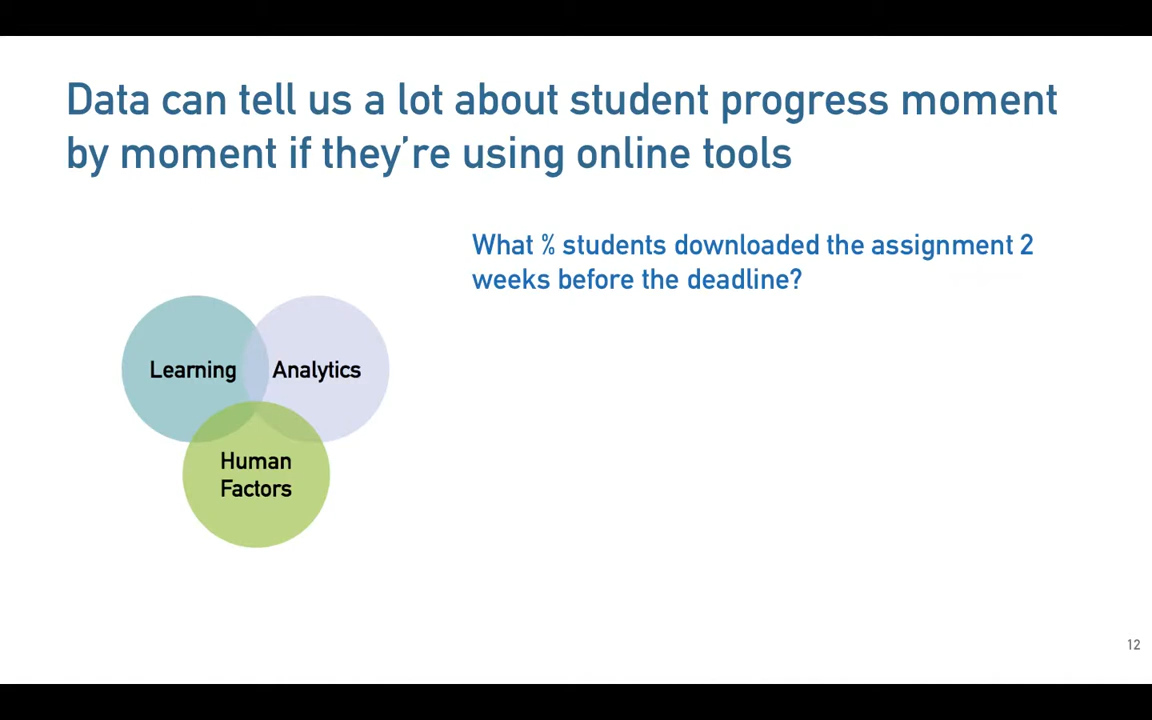 Data can tell us a lot about student progress moment
by moment if they’re using online tools
What % students downloaded the assignment 2
weeks before the deadline?
Learning
Analytics
Human
Factors
12